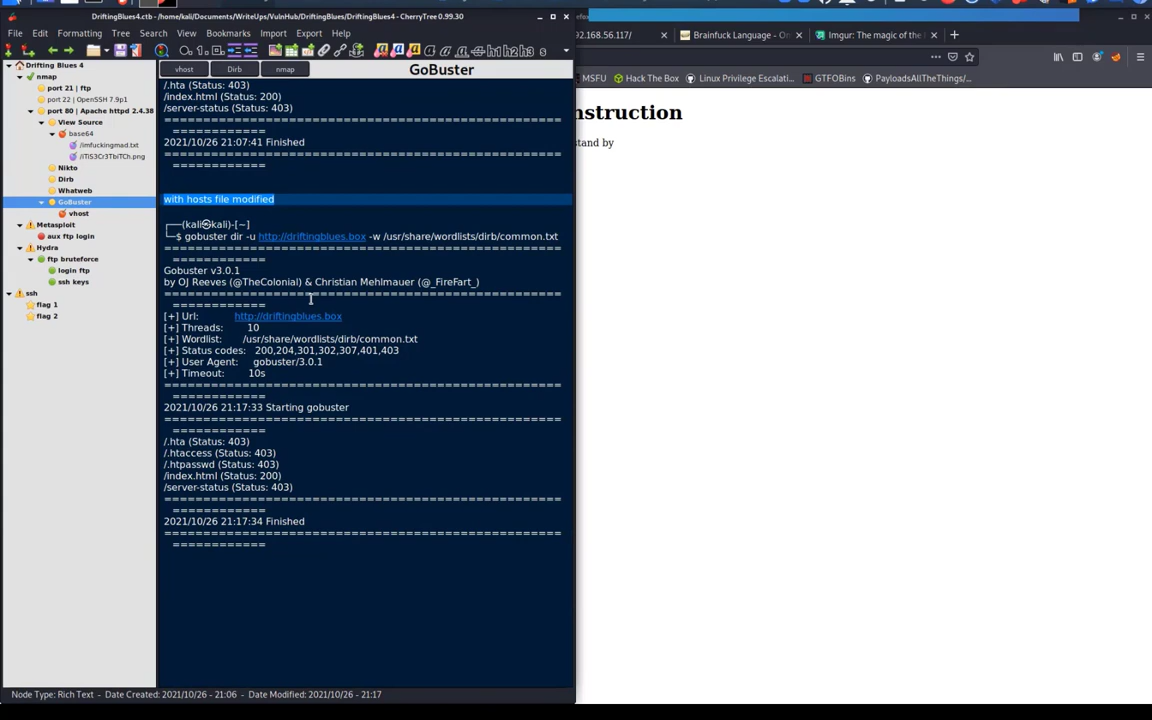 DriftingBlues4.ctb - /home/kali/Documents/WriteUps/VulnHub/DriftingBlues/DriftingBlues4 - CherryTree 0.99.30
File Edit Formatting Tree Search View Bookmarks Import Export Help
h1 h2 h3 s
Drifting Blues 4
nmap
port 21 | ftp
port 22 | OpenSSH 7.9p1
port 80 | Apache httpd 2.4.38
View Source
base64
/imfuckingmad.txt
/iTiS3Cr3TbiTCh.png
Nikto
Dirb
Whatweb
GoBuster
vhost
Metasploit
aux ftp login
Hydra
ftp bruteforce
login ftp
ssh keys
ssh
flag 1
flag 2
vhost Dirb nmap GoBuster
/.hta (Status: 403)
/index.html (Status: 200)
/server-status (Status: 403)
===============================================================
=============
2021/10/26 21:07:41 Finished
===============================================================
=============
with hosts file modified
┌──(kali㉿kali)-[~]
└─$ gobuster dir -u http://driftingblues.box -w /usr/share/wordlists/dirb/common.txt
===============================================================
=============
Gobuster v3.0.1
by OJ Reeves (@TheColonial) & Christian Mehlmauer (@_FireFart_)
===============================================================
=============
[+] Url: http://driftingblues.box
[+] Threads: 10
[+] Wordlist: /usr/share/wordlists/dirb/common.txt
[+] Status codes: 200,204,301,302,307,401,403
[+] User Agent: gobuster/3.0.1
[+] Timeout: 10s
===============================================================
=============
2021/10/26 21:17:33 Starting gobuster
===============================================================
=============
/.hta (Status: 403)
/.htaccess (Status: 403)
/.htpasswd (Status: 403)
/index.html (Status: 200)
/server-status (Status: 403)
===============================================================
=============
2021/10/26 21:17:34 Finished
===============================================================
=============
Node Type: Rich Text - Date Created: 2021/10/26 - 21:06 - Date Modified: 2021/10/26 - 21:17
92.168.56.117/ Brainfuck Language - On Imgur: The magic of the
MSFU Hack The Box Linux Privilege Escalati... GTFOBins PayloadsAllTheThings/...
nstruction
stand by